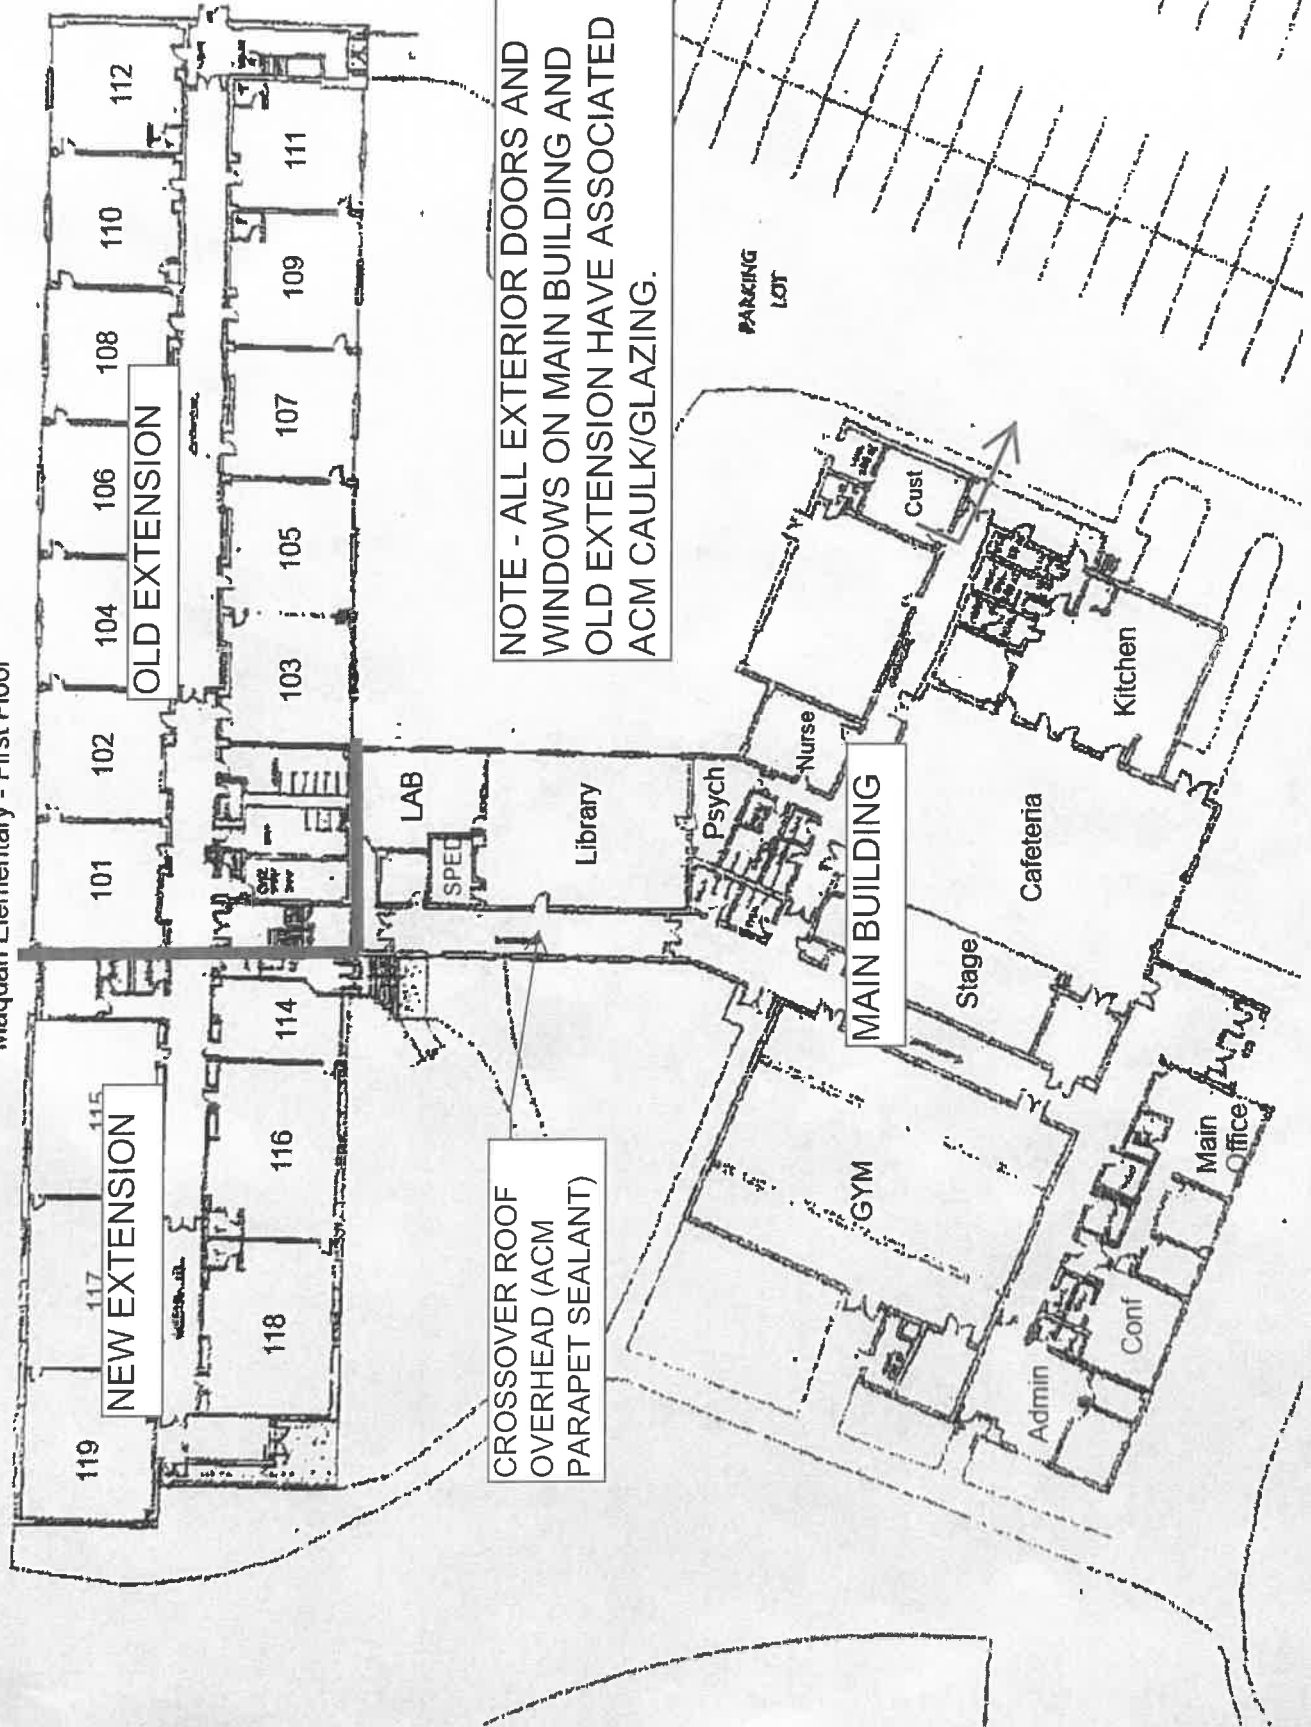 Maquan Elementary - First Floor
119
117
115
101
102
104
106
108
110
112
NEW EXTENSION
OLD EXTENSION
118
116
114
103
105
107
109
111
CROSSOVER ROOF
OVERHEAD (ACM
PARAPET SEALANT)
SPED
LAB
Library
Psych
Nurse
NOTE - ALL EXTERIOR DOORS AND
WINDOWS ON MAIN BUILDING AND
OLD EXTENSION HAVE ASSOCIATED
ACM CAULK/GLAZING.
PARKING
LOT
GYM
MAIN BUILDING
Cust
Stage
Cafeteria
Kitchen
Admin
Conf
Main
Office